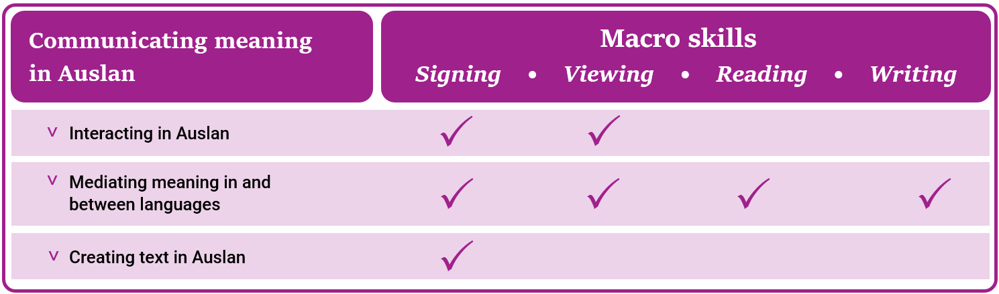 Communicating meaning
in Auslan
Macro skills
Signing • Viewing • Reading • Writing
˅ Interacting in Auslan ✓ ✓
˅ Mediating meaning in and
between languages ✓ ✓ ✓ ✓
˅ Creating text in Auslan ✓